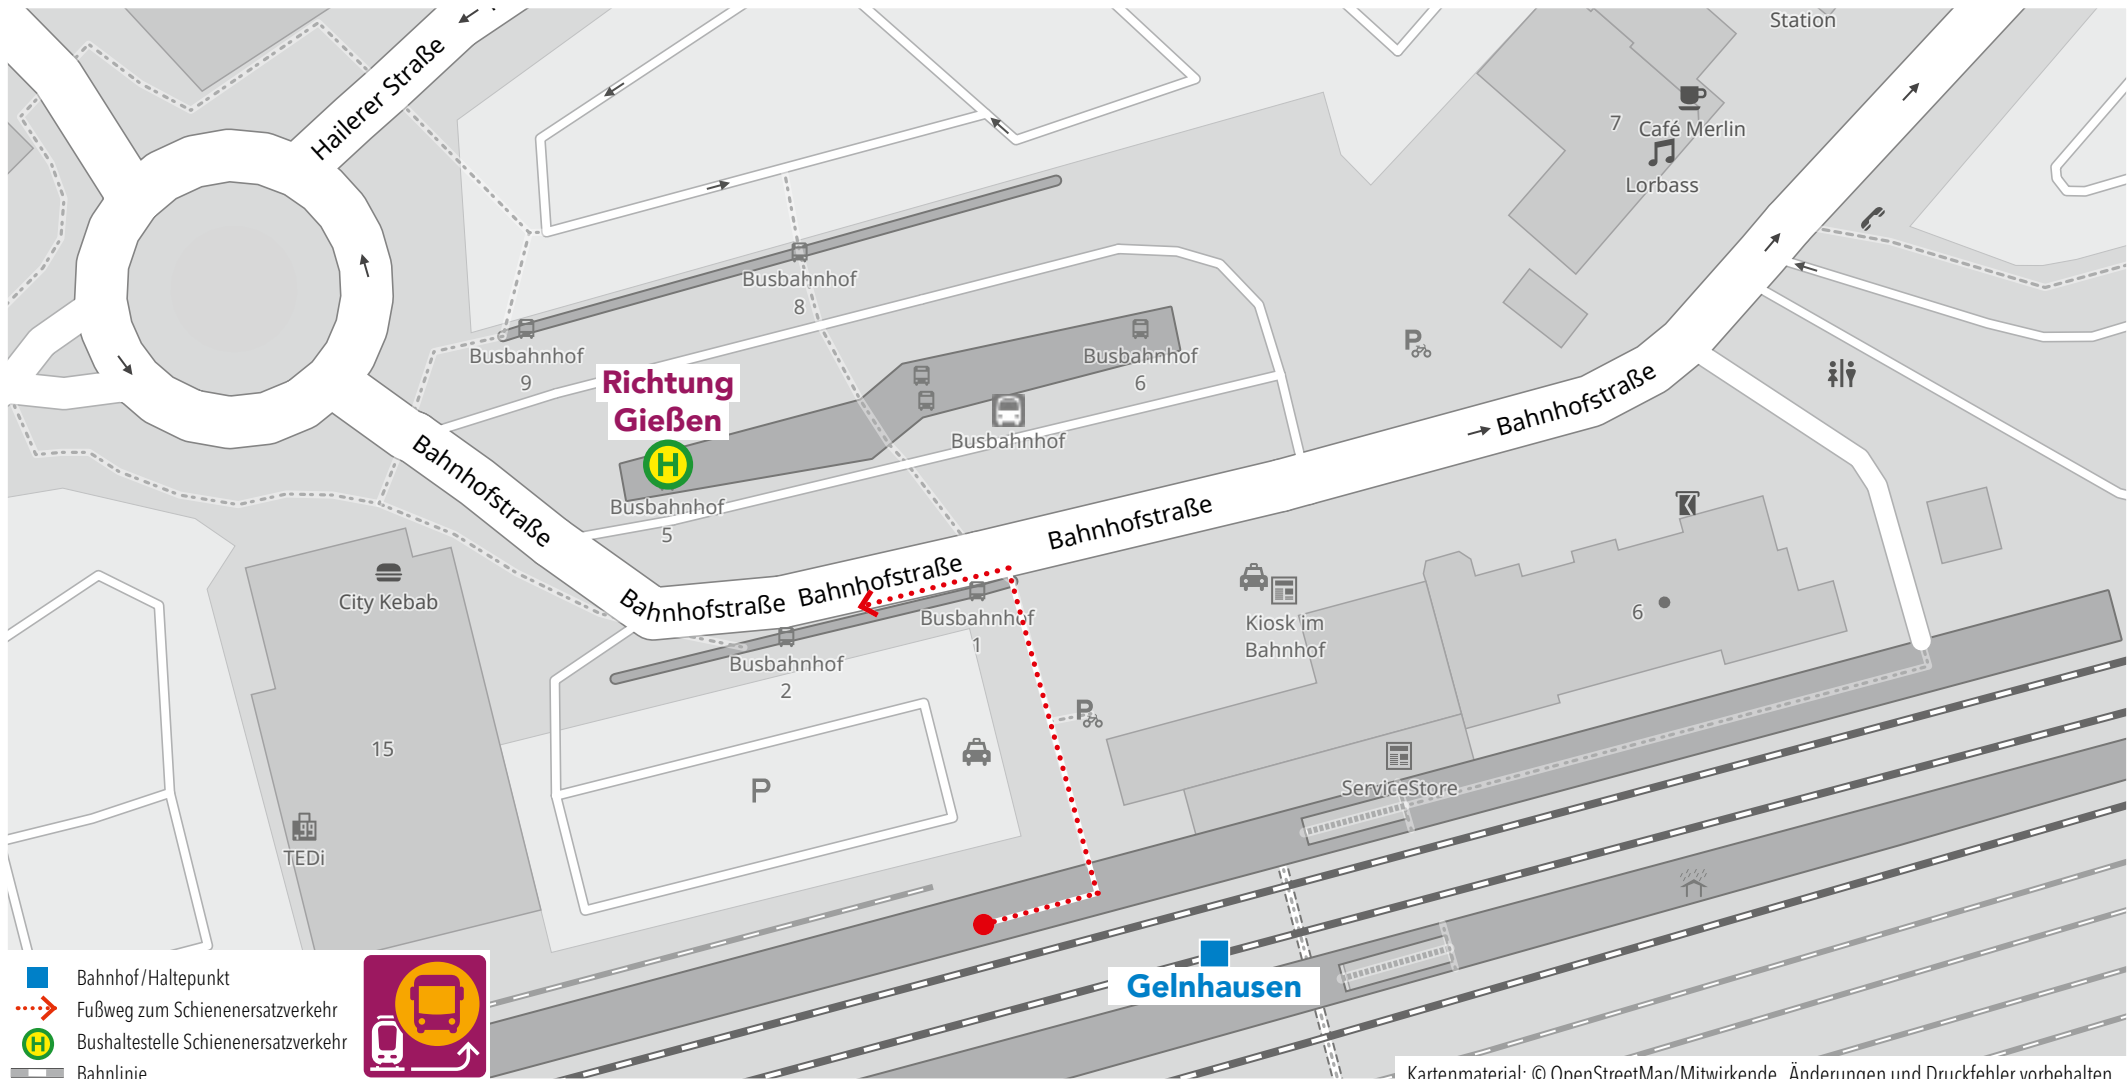 Station
Hailerer Straße
7
Café Merlin
Lorbass
Busbahnhof
8
Busbahnhof
9
Busbahnhof
6
P
Richtung
Gießen
Busbahnhof
H
Busbahnhof
5
Bahnhofstraße
Bahnhofstraße
Bahnhofstraße
Bahnhofstraße
Bahnhofstraße
City Kebab
Busbahnhof
1
Busbahnhof
2
Kiosk im
Bahnhof
6
P
15
P
ServiceStore
TEDi
Gelnhausen
Bahnhof/Haltepunkt
Fußweg zum Schienenersatzverkehr
H Bushaltestelle Schienenersatzverkehr
Bahnlinie
Kartenmaterial: © OpenStreetMap/Mitwirkende, Änderungen und Druckfehler vorbehalten